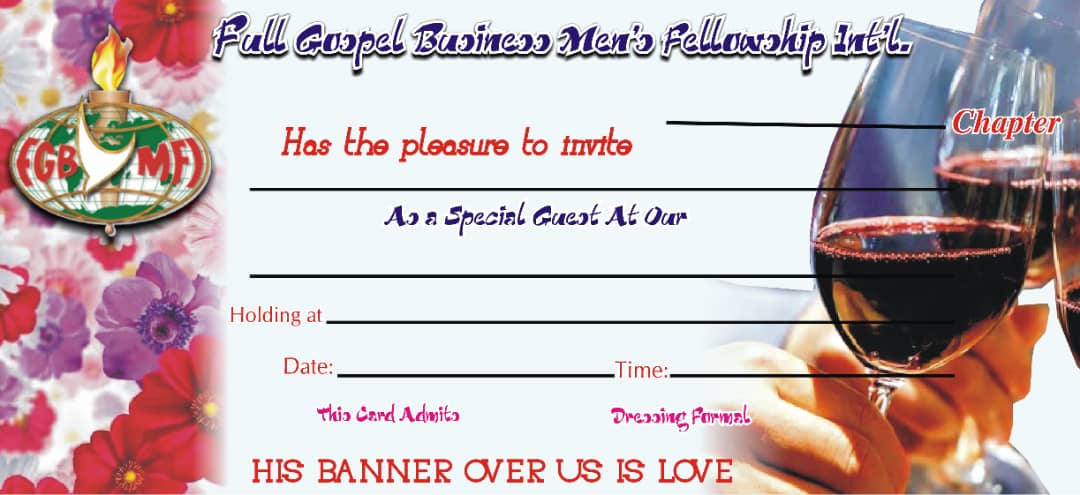 Full Gospel Business Men's Fellowship Int'l.
FGB MFI
Chapter
Has the pleasure to invite
As a Special Guest At Our
Holding at
Date: Time:
This Card Admits Dressing Formal
HIS BANNER OVER US IS LOVE